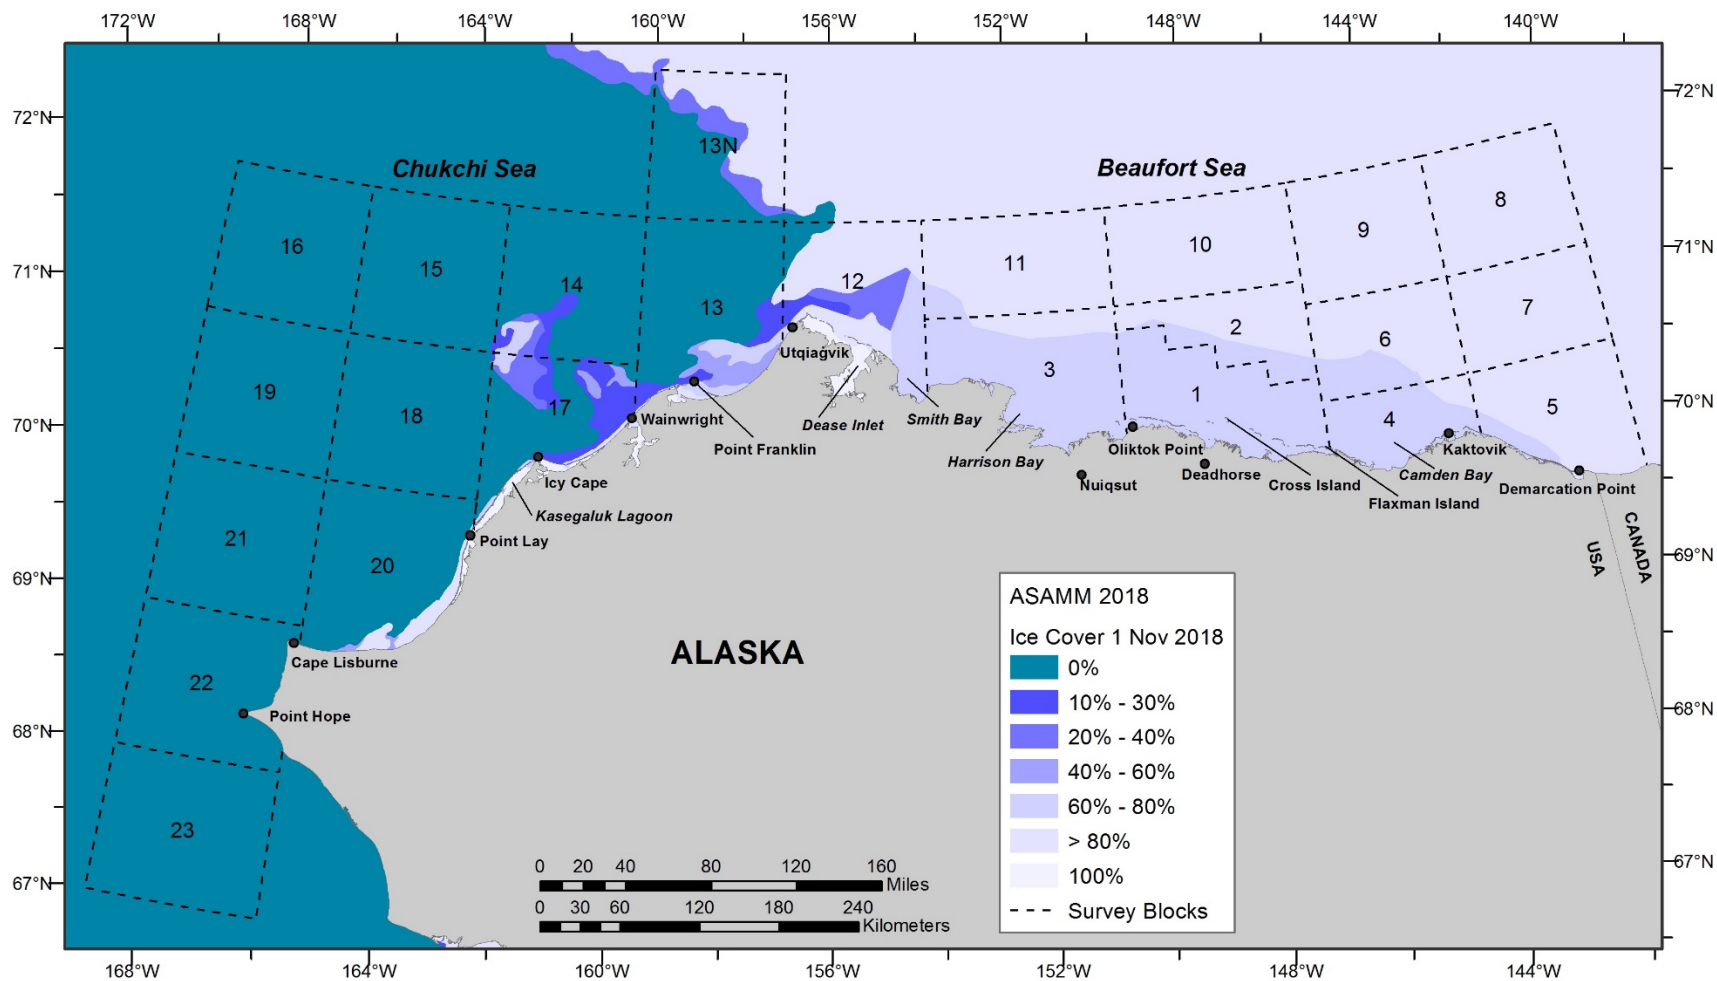 172°W 168°W 164°W 160°W 156°W 152°W 148°W 144°W 140°W
72°N 72°N
13N
Chukchi Sea Beaufort Sea
8
9
16 15 10
71°N 11 71°N
14 12
13 7
2 6
19 18 17 3 1 5
Utqiaġvik
70°N 70°N
Wainwright Dease Inlet Smith Bay 4
Point Franklin Harrison Bay Oliktok Point Kaktovik
Icy Cape Nuiqsut Deadhorse Cross Island Camden Bay Demarcation Point
Kasegaluk Lagoon Flaxman Island
21 Point Lay
20 USA CANADA
69°N 69°N
ALASKA
Cape Lisburne
22
Point Hope
68°N 68°N
23
67°N 67°N
ASAMM 2018
Ice Cover 1 Nov 2018
0%
10% - 30%
20% - 40%
40% - 60%
60% - 80%
> 80%
100%
Survey Blocks
0 20 40 80 120 160
Miles
0 30 60 120 180 240
Kilometers
168°W 164°W 160°W 156°W 152°W 148°W 144°W